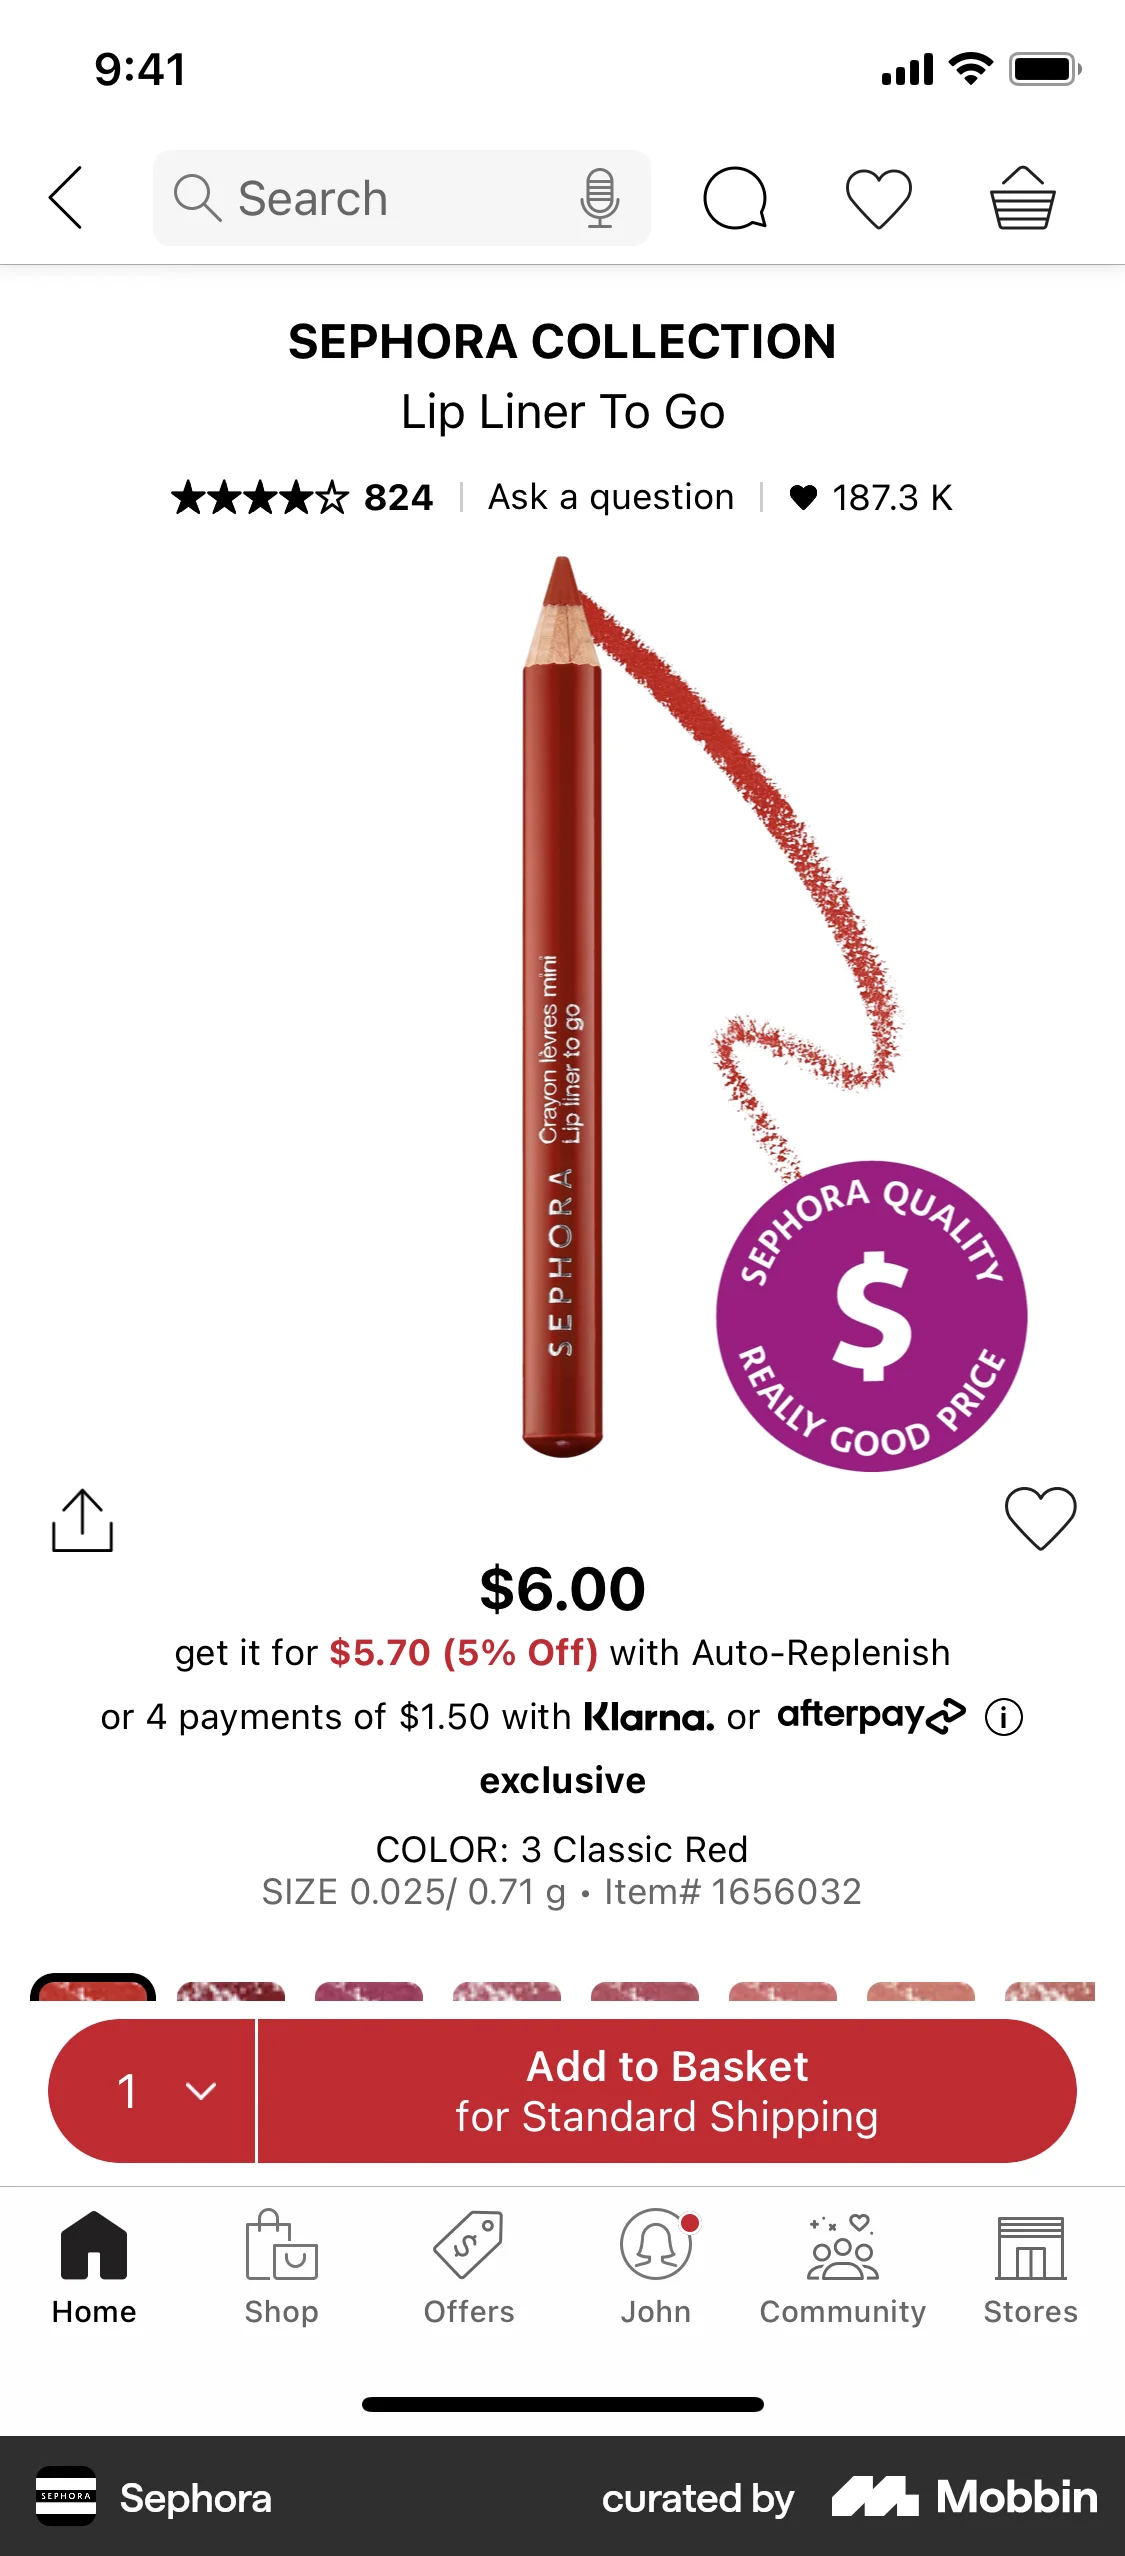 9:41
Search
SEPHORA COLLECTION
Lip Liner To Go
824
Ask a question
187.3 K
Crayon lèvres mini
Lip liner to go
SEPHORA
SEPHORA QUALITY
$
REALLY GOOD PRICE
$6.00
get it for $5.70 (5% Off) with Auto-Replenish
or 4 payments of $1.50 with Klarna. or afterpay
exclusive
COLOR: 3 Classic Red
SIZE 0.025/ 0.71 g • Item# 1656032
1
Add to Basket
for Standard Shipping
Home
Shop
Offers
John
Community
Stores
SEPHORA
Sephora
curated by
Mobbin